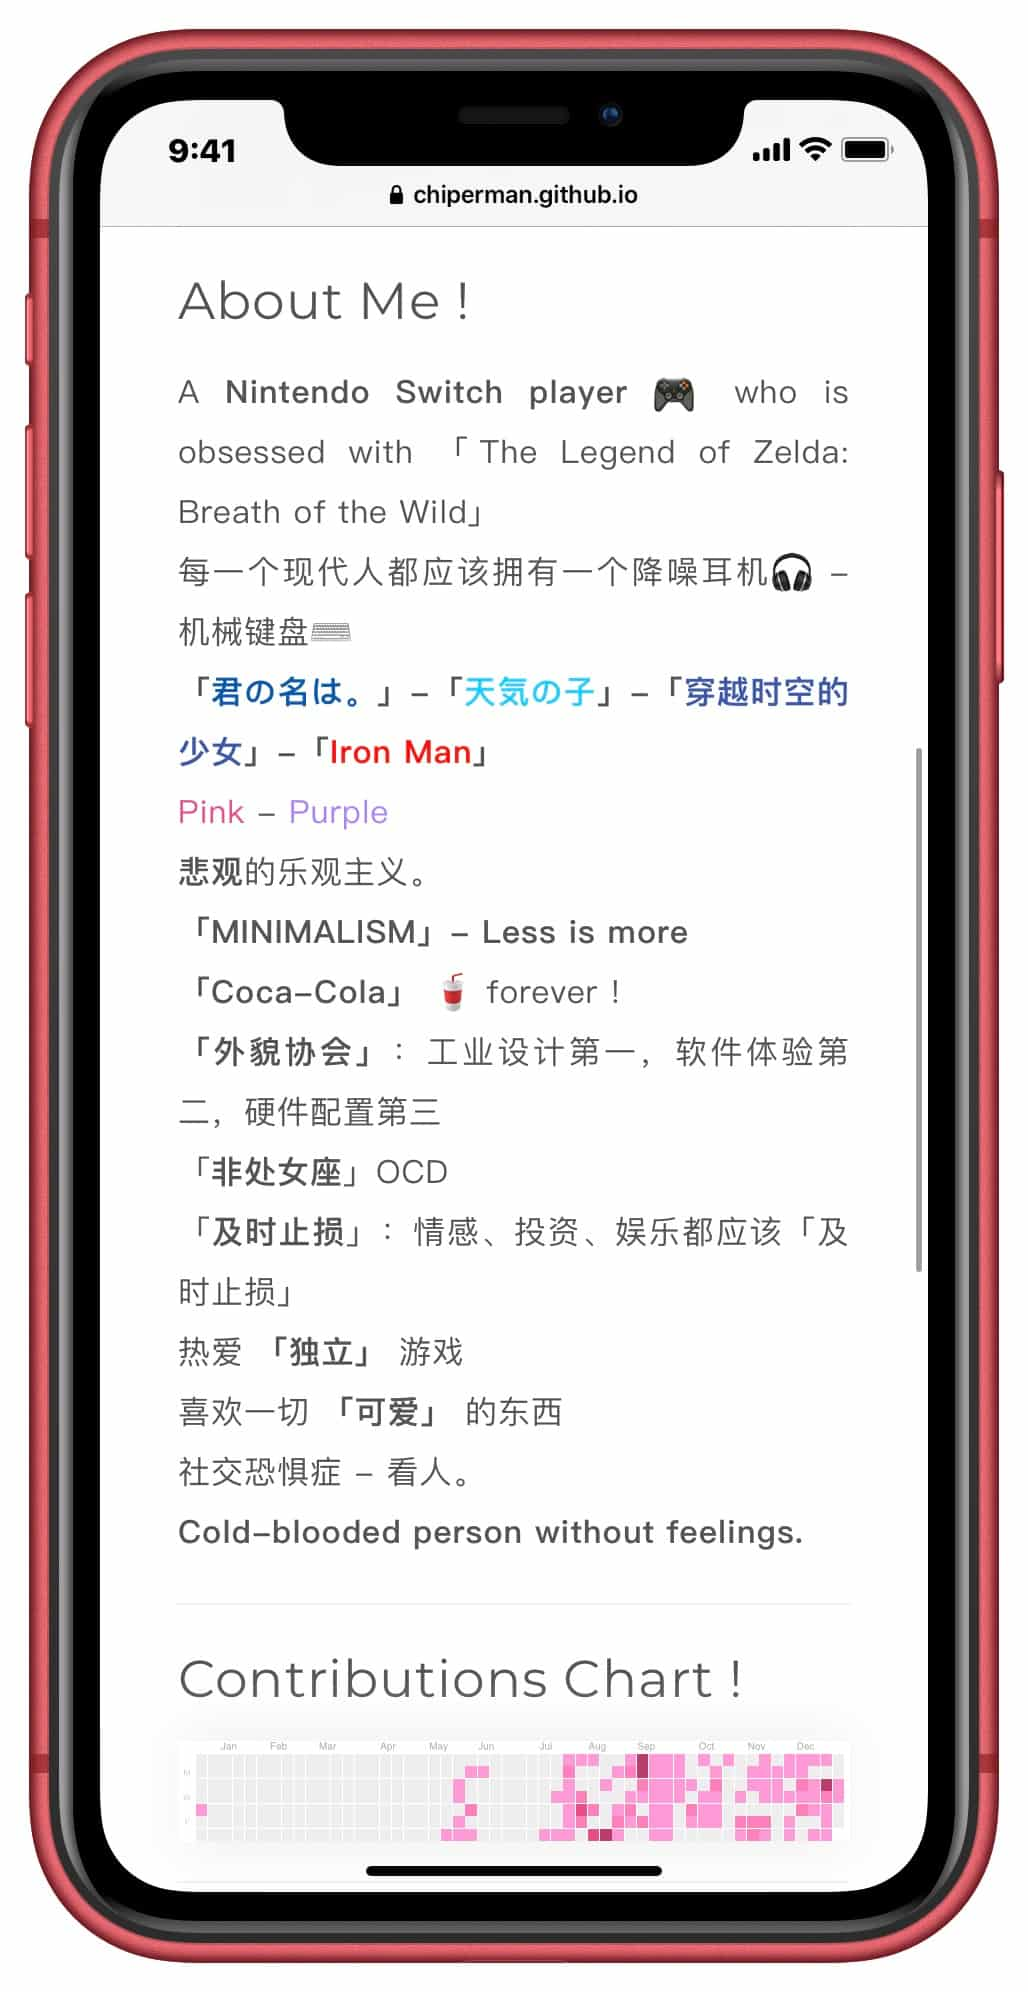 9:41
chiperman.github.io
About Me !
A Nintendo Switch player 🎮 who is
obsessed with 「The Legend of Zelda:
Breath of the Wild」
每一个现代人都应该拥有一个降噪耳机🎧 –
机械键盘⌨️
「君の名は。」–「天気の子」–「穿越时空的
少女」–「Iron Man」
Pink – Purple
悲观的乐观主义。
「MINIMALISM」– Less is more
「Coca–Cola」 🥤 forever !
「外貌协会」：工业设计第一，软件体验第
二，硬件配置第三
「非处女座」OCD
「及时止损」：情感、投资、娱乐都应该「及
时止损」
热爱 「独立」 游戏
喜欢一切 「可爱」 的东西
社交恐惧症 – 看人。
Cold–blooded person without feelings.
Contributions Chart !
Jan Feb Mar Apr May Jun Jul Aug Sep Oct Nov Dec
M
W
F